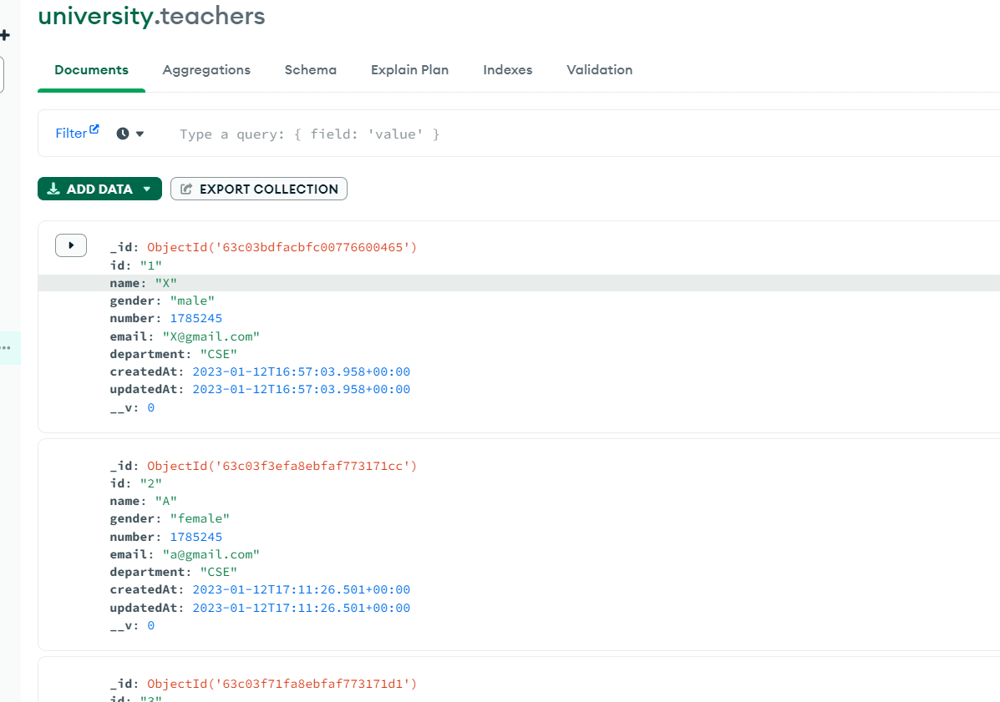 university.teachers
Documents Aggregations Schema Explain Plan Indexes Validation
Filter Type a query: { field: 'value' }
ADD DATA EXPORT COLLECTION
_id: ObjectId('63c03bdfacbfc00776600465')
id: "1"
name: "X"
gender: "male"
number: 1785245
email: "X@gmail.com"
department: "CSE"
createdAt: 2023-01-12T16:57:03.958+00:00
updatedAt: 2023-01-12T16:57:03.958+00:00
__v: 0
_id: ObjectId('63c03f3efa8ebfaf773171cc')
id: "2"
name: "A"
gender: "female"
number: 1785245
email: "a@gmail.com"
department: "CSE"
createdAt: 2023-01-12T17:11:26.501+00:00
updatedAt: 2023-01-12T17:11:26.501+00:00
__v: 0
_id: ObjectId('63c03f71fa8ebfaf773171d1')
id: "3"